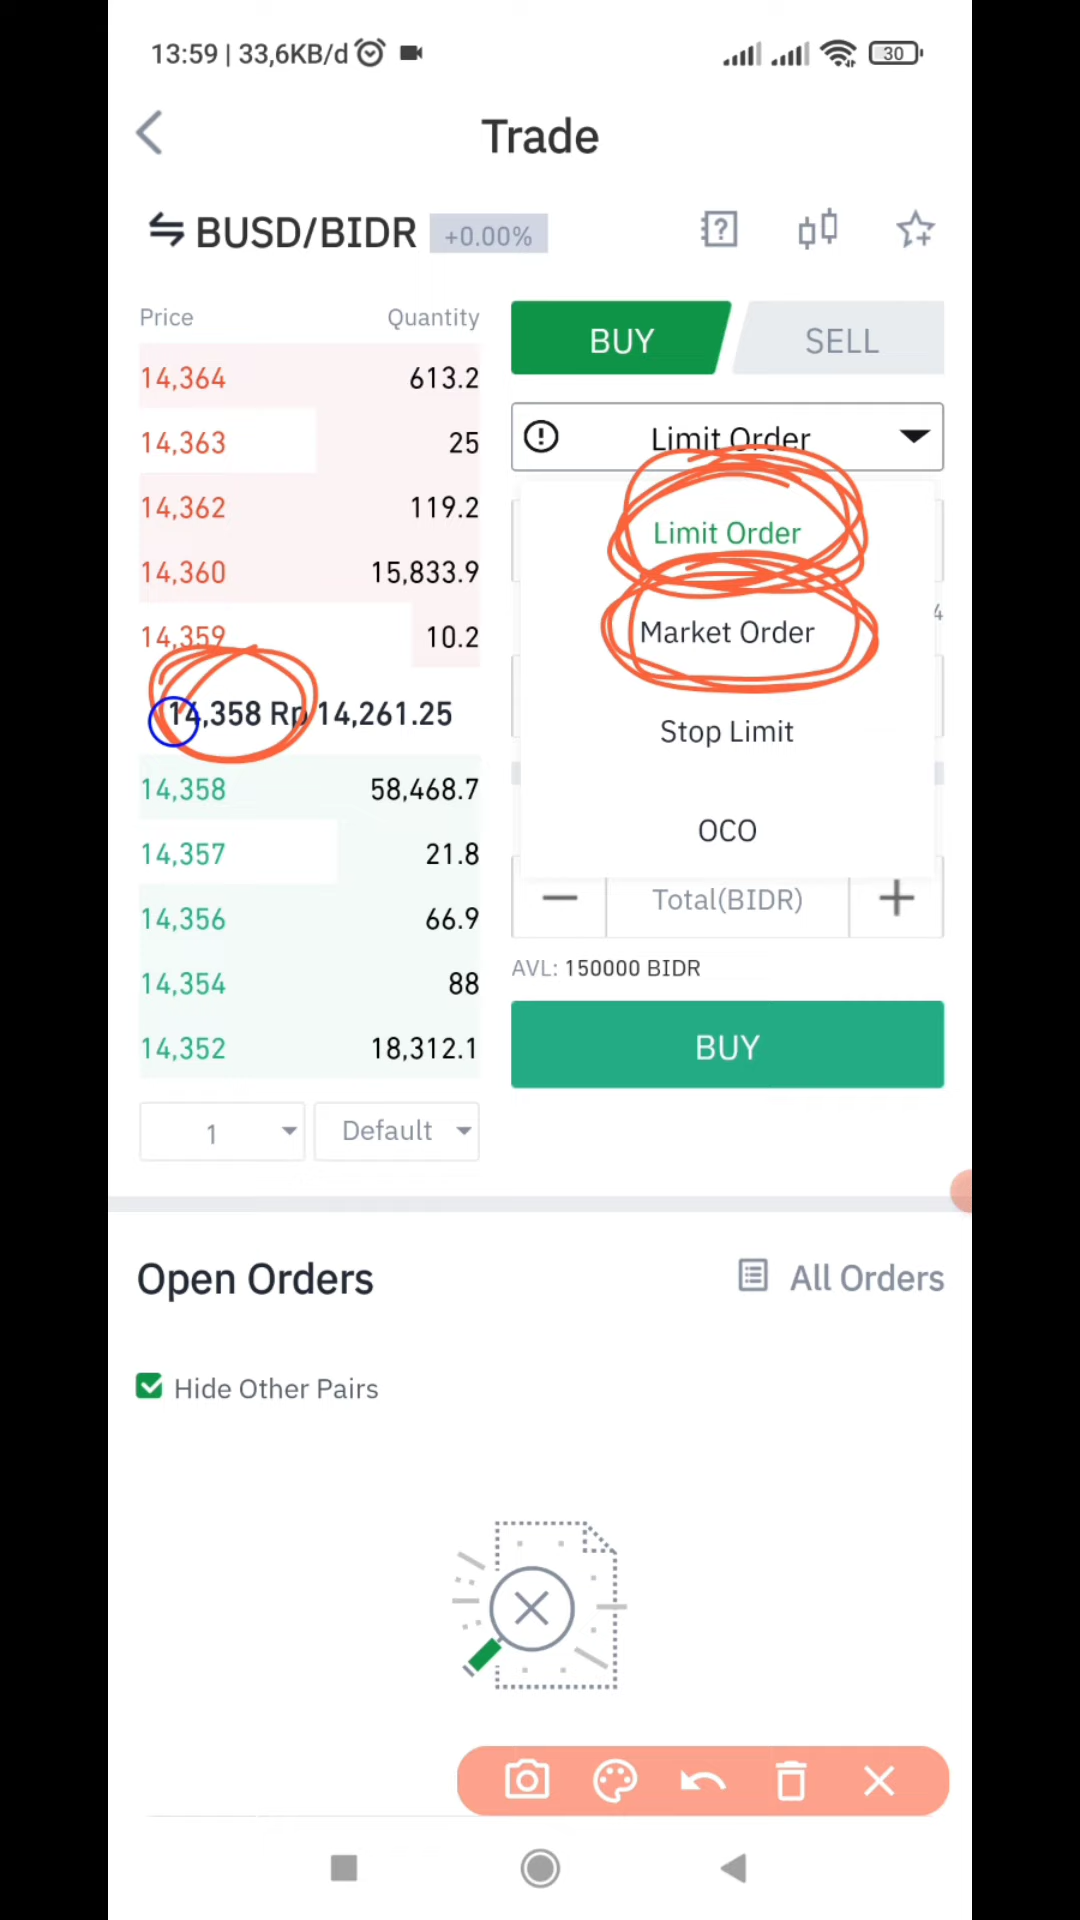 13:59 | 33,6KB/d
30
Trade
BUSD/BIDR +0.00%
Price Quantity
14,364 613.2
14,363 25
14,362 119.2
14,360 15,833.9
14,359 10.2
14,358 Rp 14,261.25
14,358 58,468.7
14,357 21.8
14,356 66.9
14,354 88
14,352 18,312.1
1 Default
BUY SELL
Limit Order
Limit Order
4
Market Order
Stop Limit
OCO
Total(BIDR)
AVL: 150000 BIDR
BUY
Open Orders All Orders
Hide Other Pairs